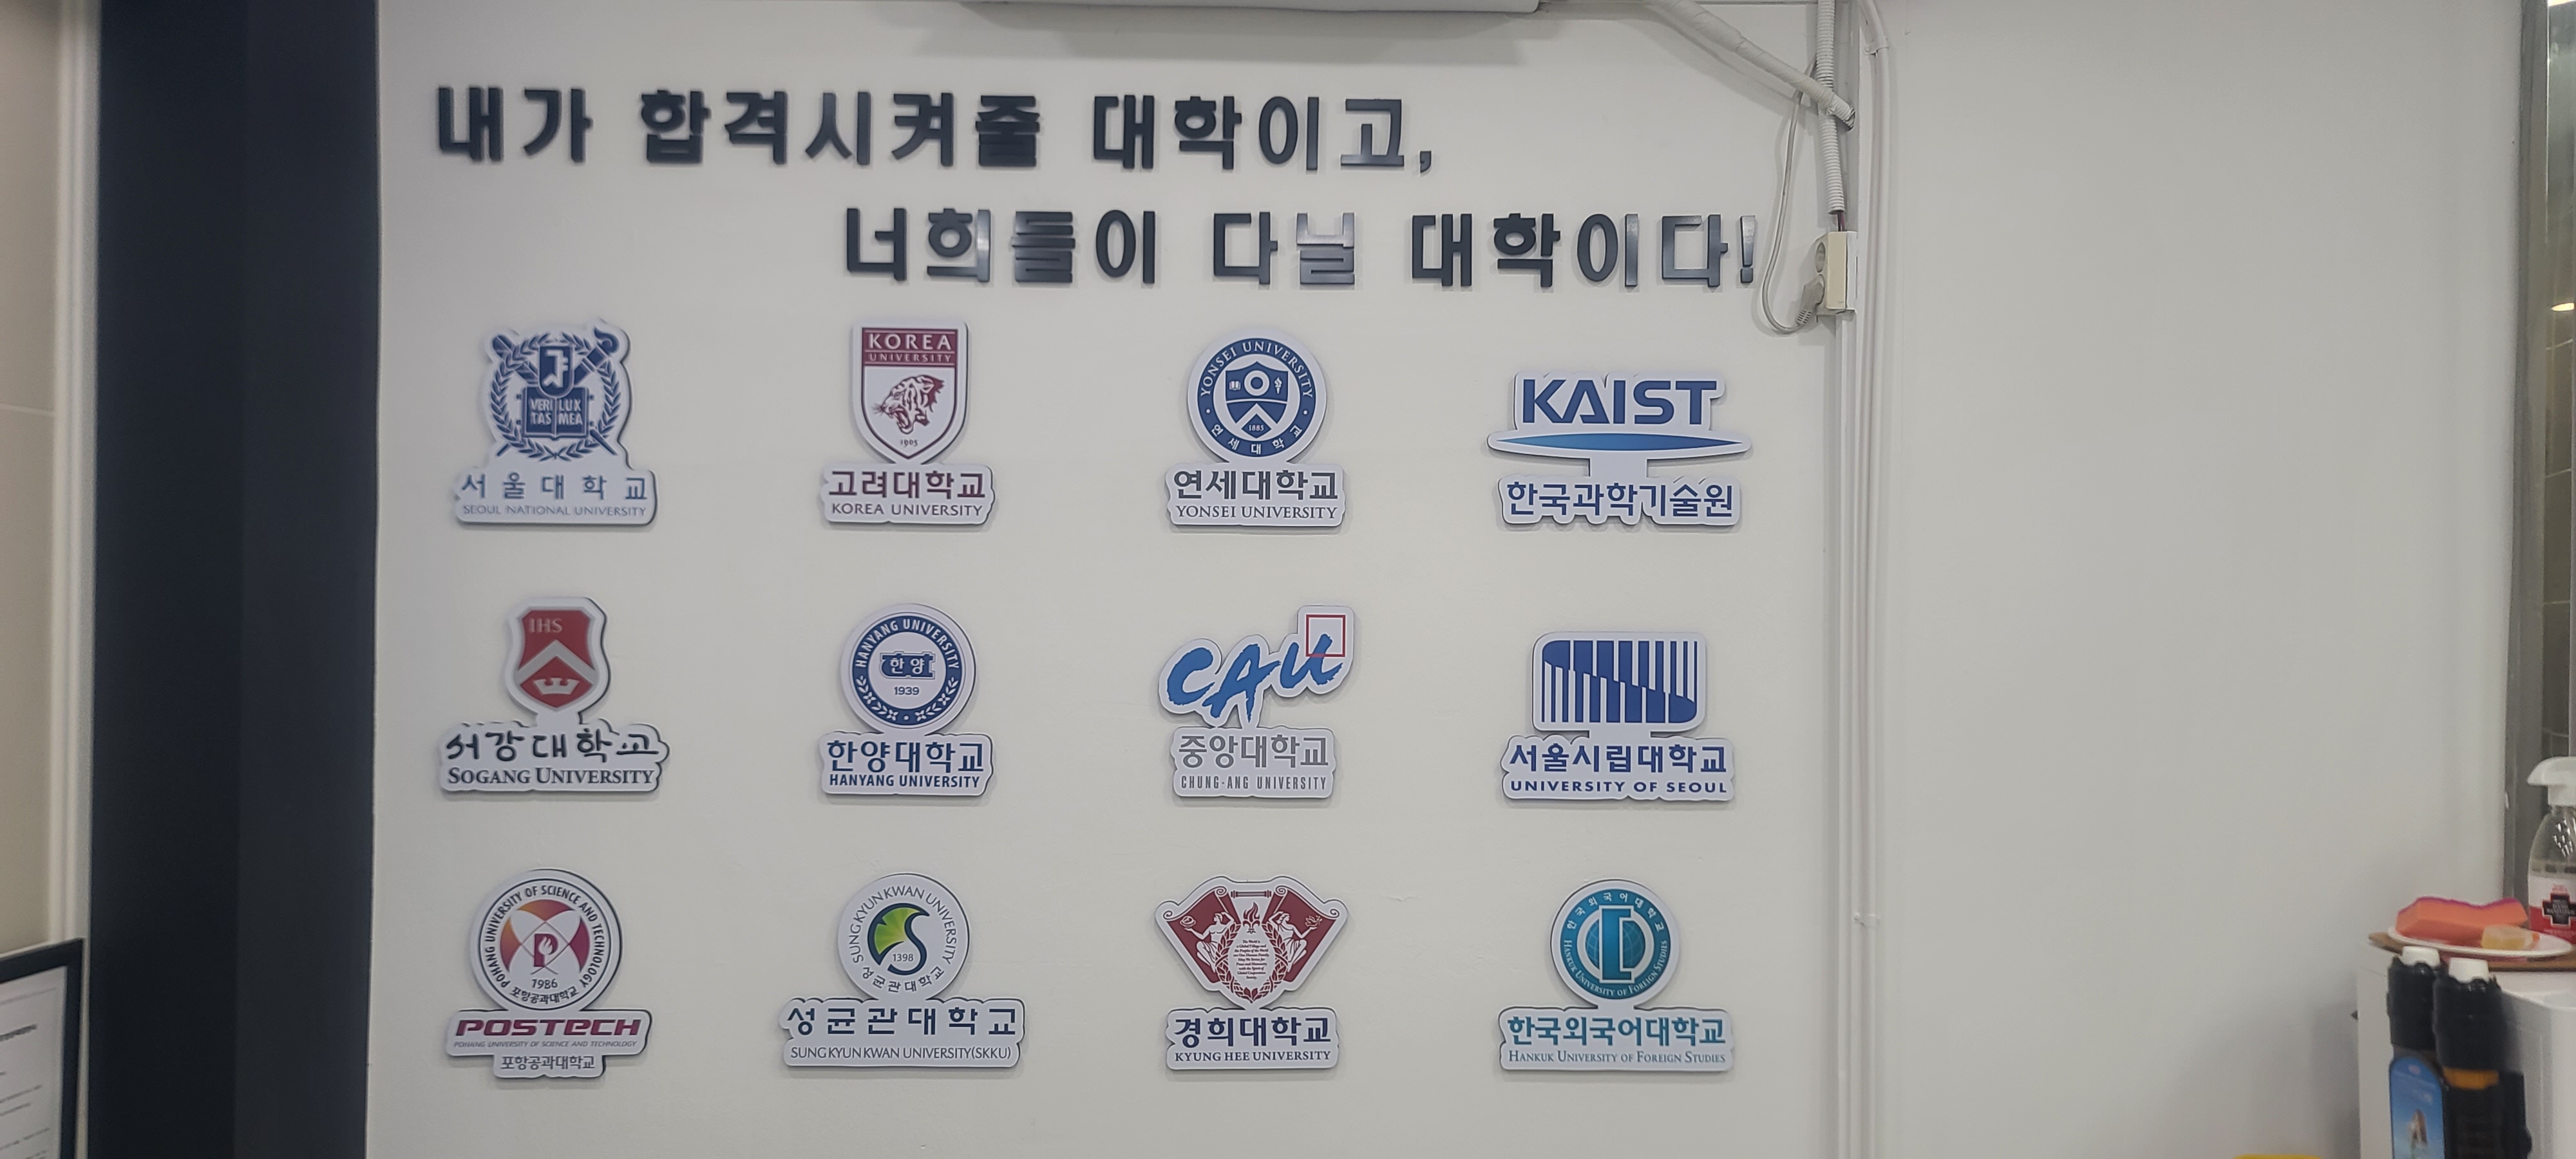 내가 합격시켜줄 대학이고,
너희들이 다닐 대학이다!
VERI LUX
TAS MEA
서울대학교
SEOUL NATIONAL UNIVERSITY
KOREA
UNIVERSITY
1905
고려대학교
KOREA UNIVERSITY
YONSEI UNIVERSITY
1885
연세대학교
연세대학교
YONSEI UNIVERSITY
KAIST
한국과학기술원
IHS
서강대학교
SOGANG UNIVERSITY
HANYANG UNIVERSITY
한양
1939
한양대학교
HANYANG UNIVERSITY
CAU
중앙대학교
CHUNG-ANG UNIVERSITY
서울시립대학교
UNIVERSITY OF SEOUL
POHANG UNIVERSITY OF SCIENCE AND TECHNOLOGY
1986
포항공과대학교
POSTECH
POHANG UNIVERSITY OF SCIENCE AND TECHNOLOGY
포항공과대학교
SUNGKYUNKWAN UNIVERSITY
1398
성균관대학교
성균관대학교
SUNG KYUN KWAN UNIVERSITY(SKKU)
경희대학교
KYUNG HEE UNIVERSITY
한국외국어대학교
HANKUK UNIVERSITY OF FOREIGN STUDIES
한국외국어대학교
HANKUK UNIVERSITY OF FOREIGN STUDIES